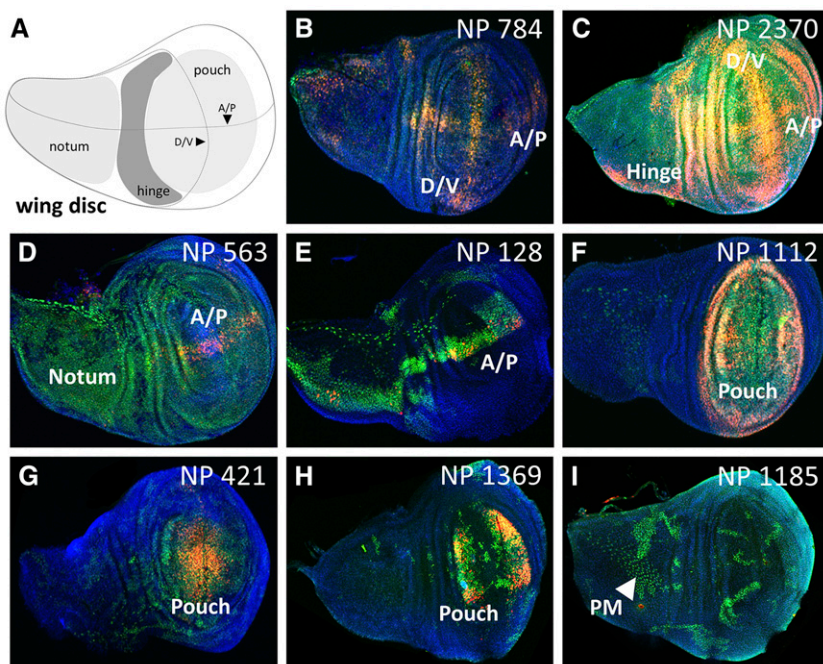 A
pouch
A/P
notum
D/V
hinge
wing disc
B
NP 784
D/V
A/P
C
NP 2370
D/V
A/P
Hinge
D
NP 563
A/P
Notum
E
NP 128
A/P
F
NP 1112
Pouch
G
NP 421
Pouch
H
NP 1369
Pouch
I
NP 1185
PM